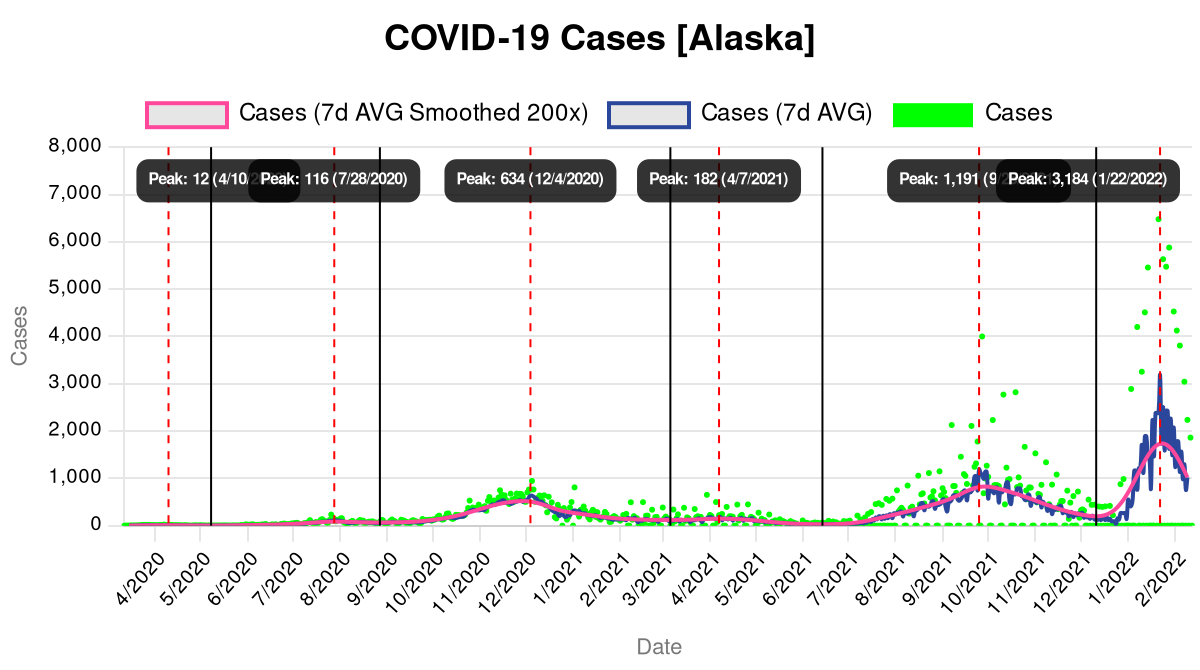 COVID-19 Cases [Alaska]
Cases (7d AVG Smoothed 200x) Cases (7d AVG) Cases
8,000
7,000
6,000
5,000
4,000
3,000
2,000
1,000
0
Cases
Peak: 12 (4/10/2 Peak: 116 (7/28/2020) Peak: 634 (12/4/2020) Peak: 182 (4/7/2021) Peak: 1,191 (9/2 Peak: 3,184 (1/22/2022)
4/2020 5/2020 6/2020 7/2020 8/2020 9/2020 10/2020 11/2020 12/2020 1/2021 2/2021 3/2021 4/2021 5/2021 6/2021 7/2021 8/2021 9/2021 10/2021 11/2021 12/2021 1/2022 2/2022
Date